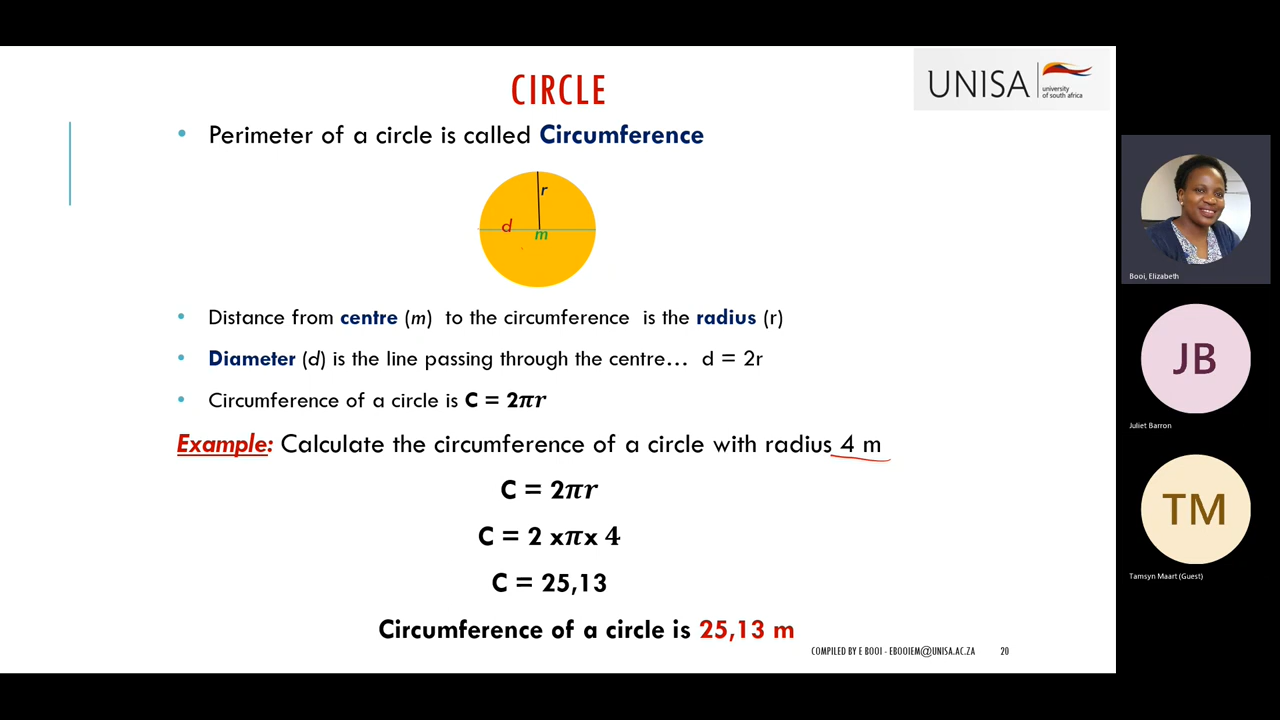 CIRCLE
UNISA
university
of south africa
• Perimeter of a circle is called Circumference
r
d
m
• Distance from centre (m) to the circumference is the radius (r)
• Diameter (d) is the line passing through the centre… d = 2r
• Circumference of a circle is C = 2𝝅r
Example: Calculate the circumference of a circle with radius 4 m
C = 2𝝅r
C = 2 x𝝅x 4
C = 25,13
Circumference of a circle is 25,13 m
COMPILED BY E BOOI - EBOOIEM@UNISA.AC.ZA 20
Booi, Elizabeth
JB
Juliet Barron
TM
Tamsyn Maart (Guest)